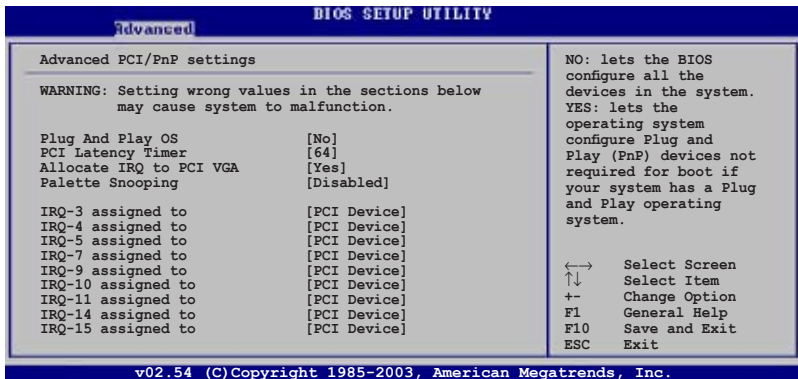 BIOS SETUP UTILITY
Advanced
Advanced PCI/PnP settings
WARNING: Setting wrong values in the sections below
may cause system to malfunction.
Plug And Play OS [No]
PCI Latency Timer [64]
Allocate IRQ to PCI VGA [Yes]
Palette Snooping [Disabled]
IRQ-3 assigned to [PCI Device]
IRQ-4 assigned to [PCI Device]
IRQ-5 assigned to [PCI Device]
IRQ-7 assigned to [PCI Device]
IRQ-9 assigned to [PCI Device]
IRQ-10 assigned to [PCI Device]
IRQ-11 assigned to [PCI Device]
IRQ-14 assigned to [PCI Device]
IRQ-15 assigned to [PCI Device]
NO: lets the BIOS
configure all the
devices in the system.
YES: lets the
operating system
configure Plug and
Play (PnP) devices not
required for boot if
your system has a Plug
and Play operating
system.
←→ Select Screen
↑↓ Select Item
+- Change Option
F1 General Help
F10 Save and Exit
ESC Exit
v02.54 (C)Copyright 1985-2003, American Megatrends, Inc.